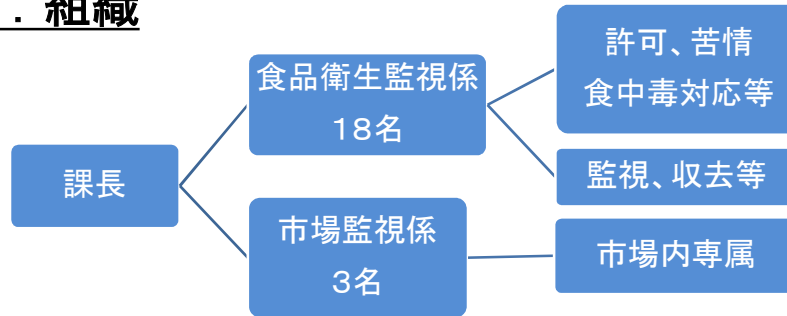 ．組織
課長
食品衛生監視係
１８名
許可、苦情
食中毒対応等
監視、収去等
市場監視係
３名
市場内専属